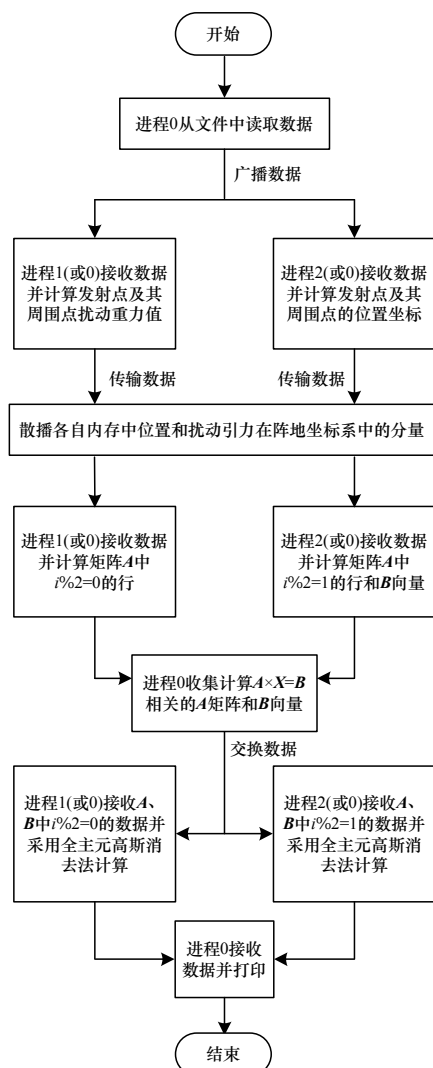 开始
进程0从文件中读取数据
广播数据
进程1(或0)接收数据
并计算发射点及其
周围点扰动重力值
进程2(或0)接收数据
并计算发射点及其
周围点的位置坐标
传输数据
传输数据
散播各自内存中位置和扰动引力在阵地坐标系中的分量
进程1(或0)接收数据
并计算矩阵A中
i%2=0的行
进程2(或0)接收数据
并计算矩阵A中
i%2=1的行和B向量
进程0收集计算A×X=B
相关的A矩阵和B向量
交换数据
进程1(或0)接收A、
B中i%2=0的数据并
采用全主元高斯消
去法计算
进程2(或0)接收A、
B中i%2=1的数据并
采用全主元高斯消
去法计算
进程0接收
数据并打印
结束